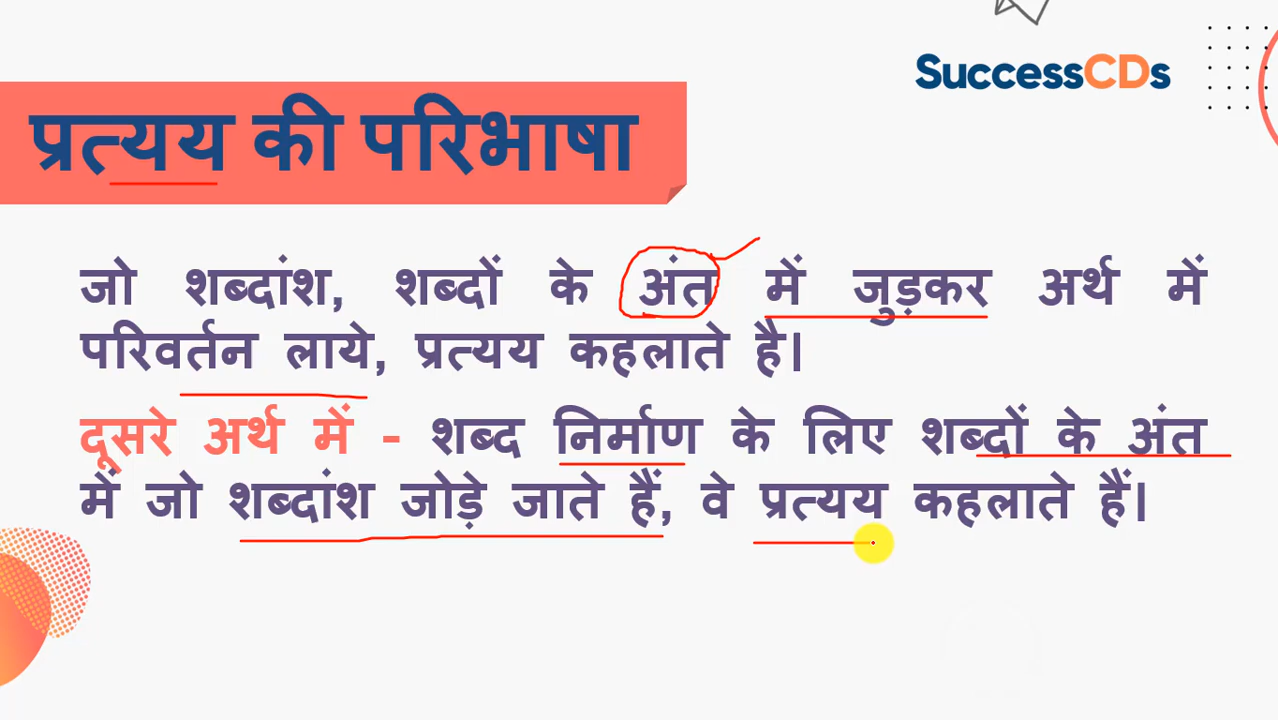 SuccessCDs
प्रत्यय की परिभाषा
जो शब्दांश, शब्दों के अंत में जुड़कर अर्थ में
परिवर्तन लाये, प्रत्यय कहलाते है।
दूसरे अर्थ में - शब्द निर्माण के लिए शब्दों के अंत
में जो शब्दांश जोड़े जाते हैं, वे प्रत्यय कहलाते हैं।